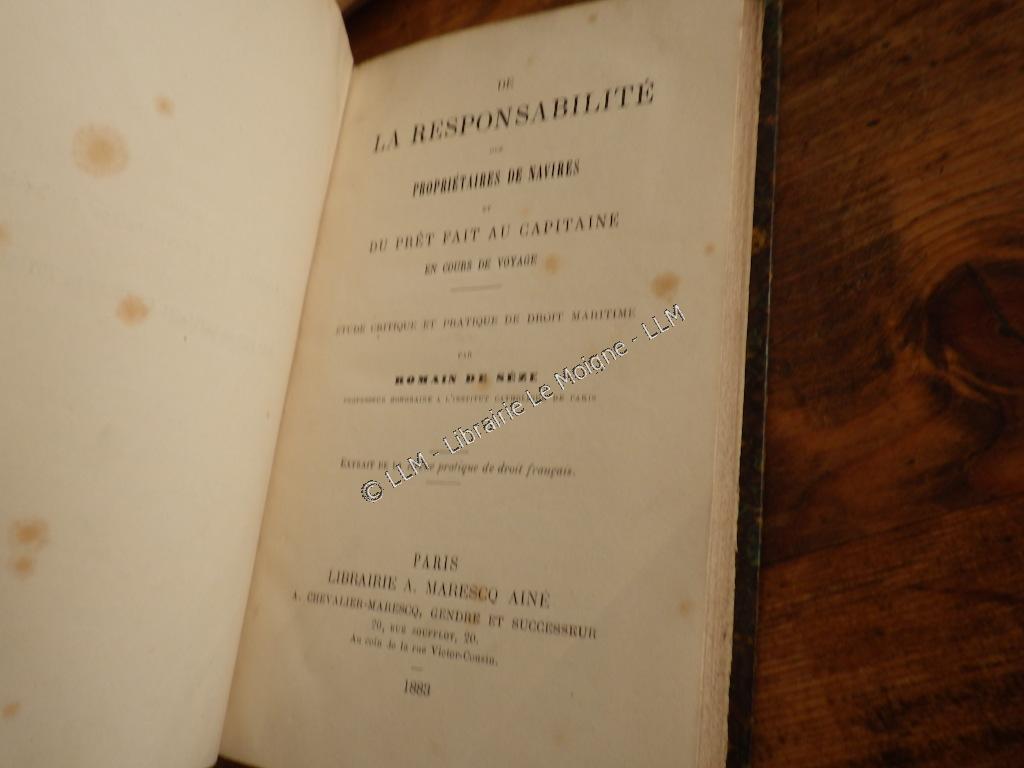 DE
LA RESPONSABILITÉ
DES
PROPRIÉTAIRES DE NAVIRES
ET
DU PRÊT FAIT AU CAPITAINE
EN COURS DE VOYAGE
ÉTUDE CRITIQUE ET PRATIQUE DE DROIT MARITIME
PAR
ROMAIN DE SÈZE
PROFESSEUR HONORAIRE A L'INSTITUT DE PARIS
EXTRAIT DE pratique de droit français.
PARIS
LIBRAIRIE A. MARESCQ AINÉ
A. CHEVALIER-MARESCQ, GENDRE ET SUCCESSEUR
20, RUE SOUFFLOT, 20.
Au coin de la rue Victor-Cousin.
1883
© LLM - Librairie Le Moigne - LLM